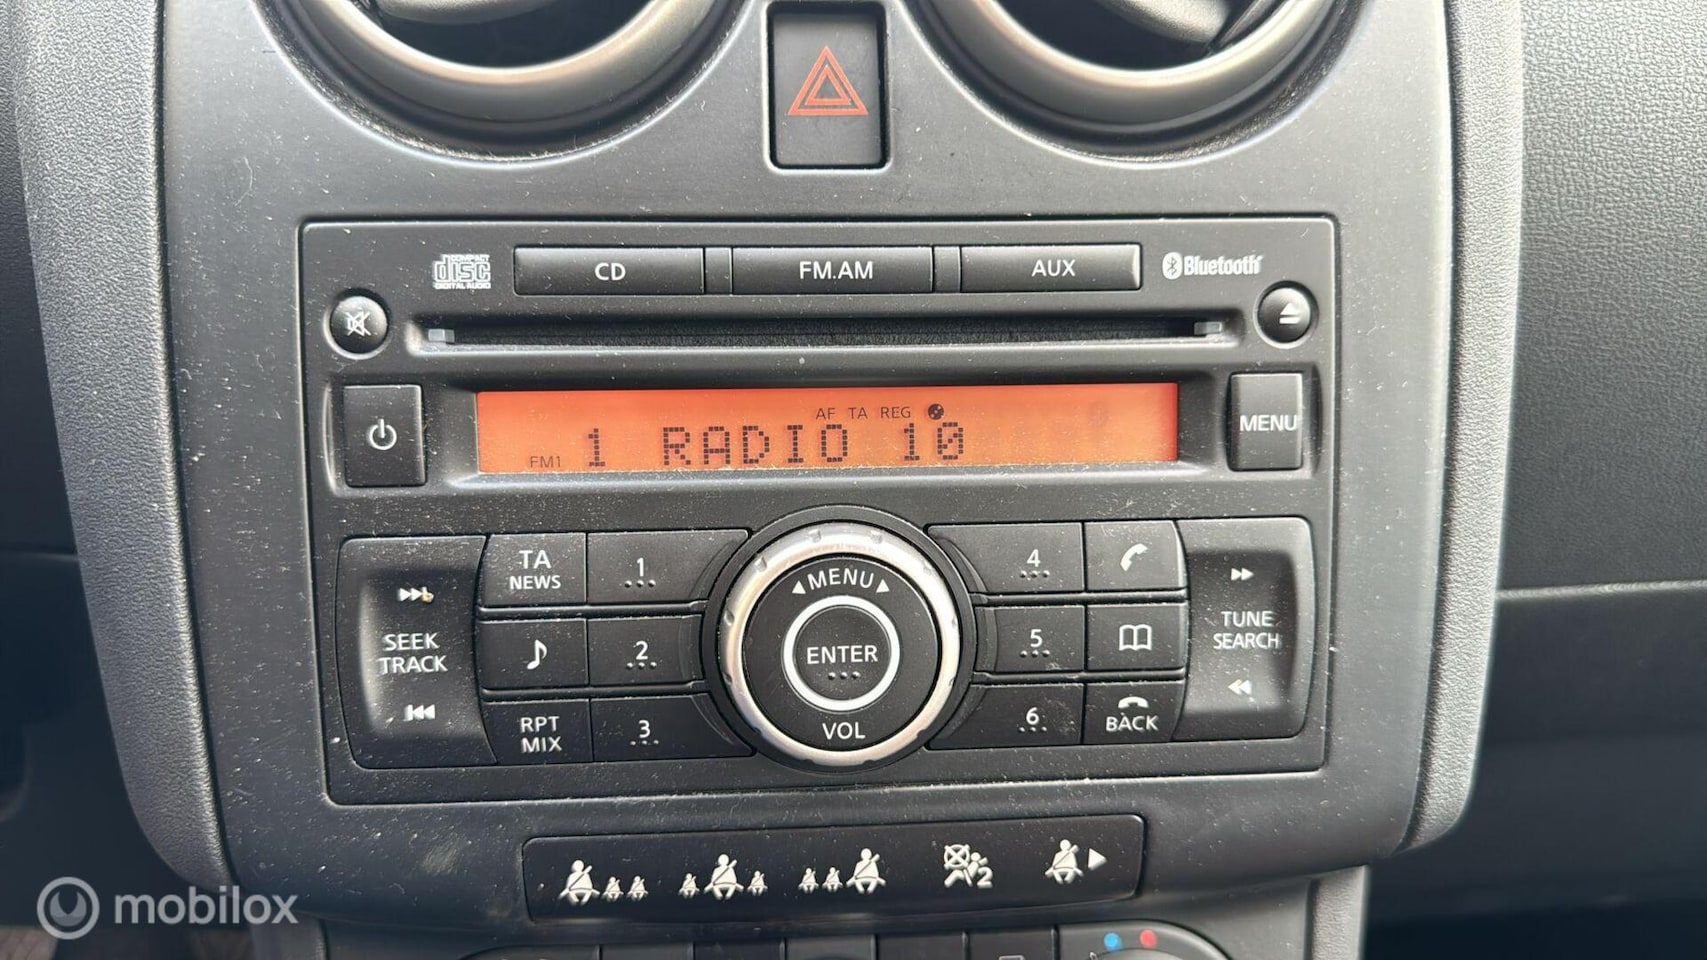 COMPACT
disc
DIGITAL AUDIO
CD
FM.AM
AUX
Bluetooth
AF TA REG
FM1 1 RADIO 10
MENU
TA
NEWS
1
4
SEEK
TRACK
MENU
TUNE
SEARCH
2
ENTER
5
RPT
MIX
3
VOL
6
BACK
2
mobilox